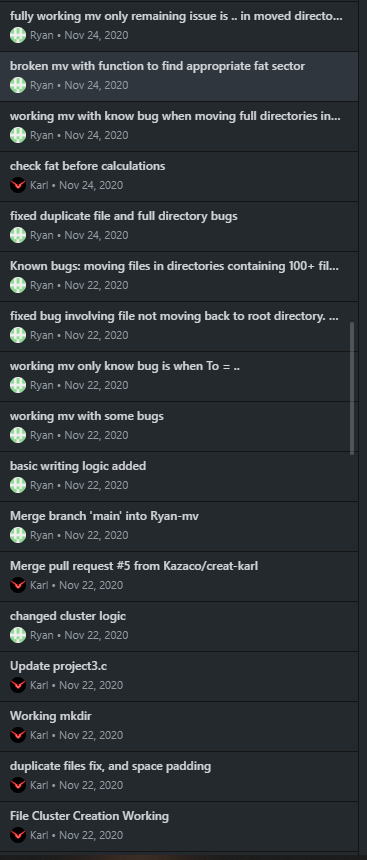 fully working mv only remaining issue is .. in moved directo...
Ryan • Nov 24, 2020
broken mv with function to find appropriate fat sector
Ryan • Nov 24, 2020
working mv with know bug when moving full directories in...
Ryan • Nov 24, 2020
check fat before calculations
Karl • Nov 24, 2020
fixed duplicate file and full directory bugs
Ryan • Nov 24, 2020
Known bugs: moving files in directories containing 100+ fil...
Ryan • Nov 22, 2020
fixed bug involving file not moving back to root directory. ...
Ryan • Nov 22, 2020
working mv only know bug is when To = ..
Ryan • Nov 22, 2020
working mv with some bugs
Ryan • Nov 22, 2020
basic writing logic added
Ryan • Nov 22, 2020
Merge branch 'main' into Ryan-mv
Ryan • Nov 22, 2020
Merge pull request #5 from Kazaco/creat-karl
Karl • Nov 22, 2020
changed cluster logic
Ryan • Nov 22, 2020
Update project3.c
Karl • Nov 22, 2020
Working mkdir
Karl • Nov 22, 2020
duplicate files fix, and space padding
Karl • Nov 22, 2020
File Cluster Creation Working
Karl • Nov 22, 2020